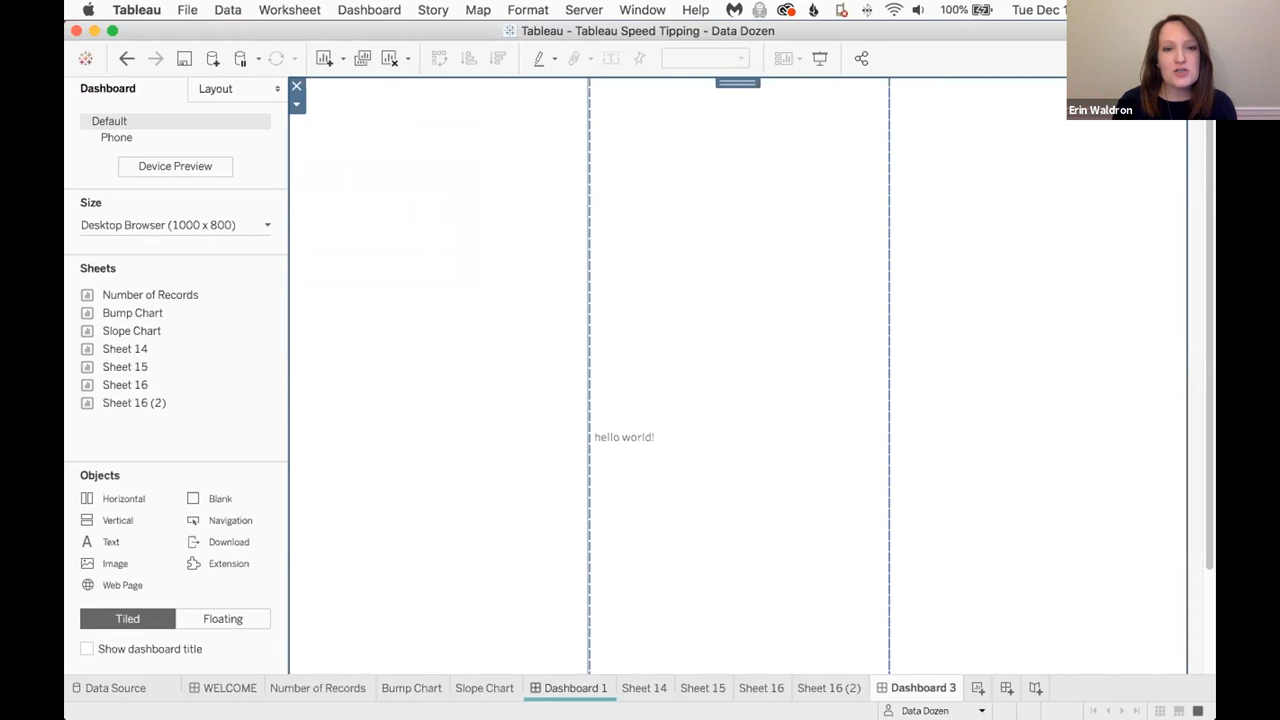 Tableau File Data Worksheet Dashboard Story Map Format Server Window Help 100% Tue Dec 1
Tableau - Tableau Speed Tipping - Data Dozen
Erin Waldron
Dashboard Layout
Default
Phone
Device Preview
Size
Desktop Browser (1000 x 800)
Sheets
Number of Records
Bump Chart
Slope Chart
Sheet 14
Sheet 15
Sheet 16
Sheet 16 (2)
hello world!
Objects
Horizontal Blank
Vertical Navigation
A Text Download
Image Extension
Web Page
Tiled Floating
Show dashboard title
Data Source WELCOME Number of Records Bump Chart Slope Chart Dashboard 1 Sheet 14 Sheet 15 Sheet 16 Sheet 16 (2) Dashboard 3
Data Dozen